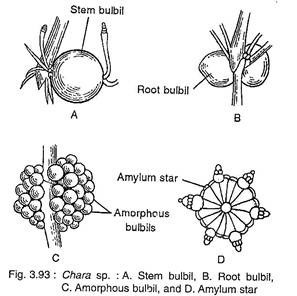 Stem bulbil
Root bulbil
A
B
Amylum star
Amorphous
bulbils
C
D
Fig. 3.93 : Chara sp. : A. Stem bulbil, B. Root bulbil,
C. Amorphous bulbil, and D. Amylum star